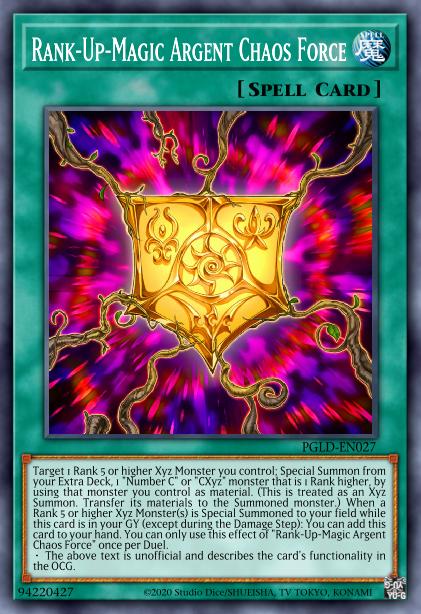 RANK-UP-MAGIC ARGENT CHAOS FORCE
SPELL
魔
[ SPELL CARD ]
PGLD-EN027
Target 1 Rank 5 or higher Xyz Monster you control; Special Summon from
your Extra Deck, 1 "Number C" or "CXyz" monster that is 1 Rank higher, by
using that monster you control as material. (This is treated as an Xyz
Summon. Transfer its materials to the Summoned monster.) When a
Rank 5 or higher Xyz Monster(s) is Special Summoned to your field while
this card is in your GY (except during the Damage Step): You can add this
card to your hand. You can only use this effect of "Rank-Up-Magic Argent
Chaos Force" once per Duel.
• The above text is unofficial and describes the card's functionality in
the OCG.
94220427
©2020 Studio Dice/SHUEISHA, TV TOKYO, KONAMI